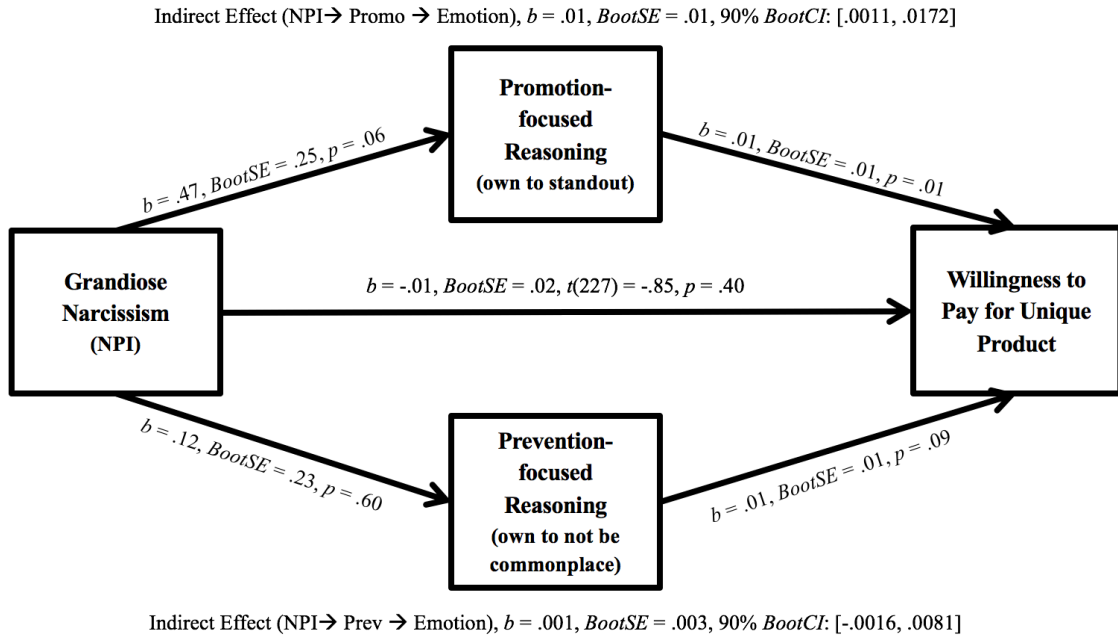 Indirect Effect (NPI→ Promo → Emotion), b = .01, BootSE = .01, 90% BootCI: [.0011, .0172]
Promotion-
focused
Reasoning
(own to standout)
b = .47, BootSE = .25, p = .06
b = .01, BootSE = .01, p = .01
Grandiose
Narcissism
(NPI)
b = -.01, BootSE = .02, t(227) = -.85, p = .40
Willingness to
Pay for Unique
Product
b = .12, BootSE = .23, p = .60
b = .01, BootSE = .01, p = .09
Prevention-
focused
Reasoning
(own to not be
commonplace)
Indirect Effect (NPI→ Prev → Emotion), b = .001, BootSE = .003, 90% BootCI: [-.0016, .0081]